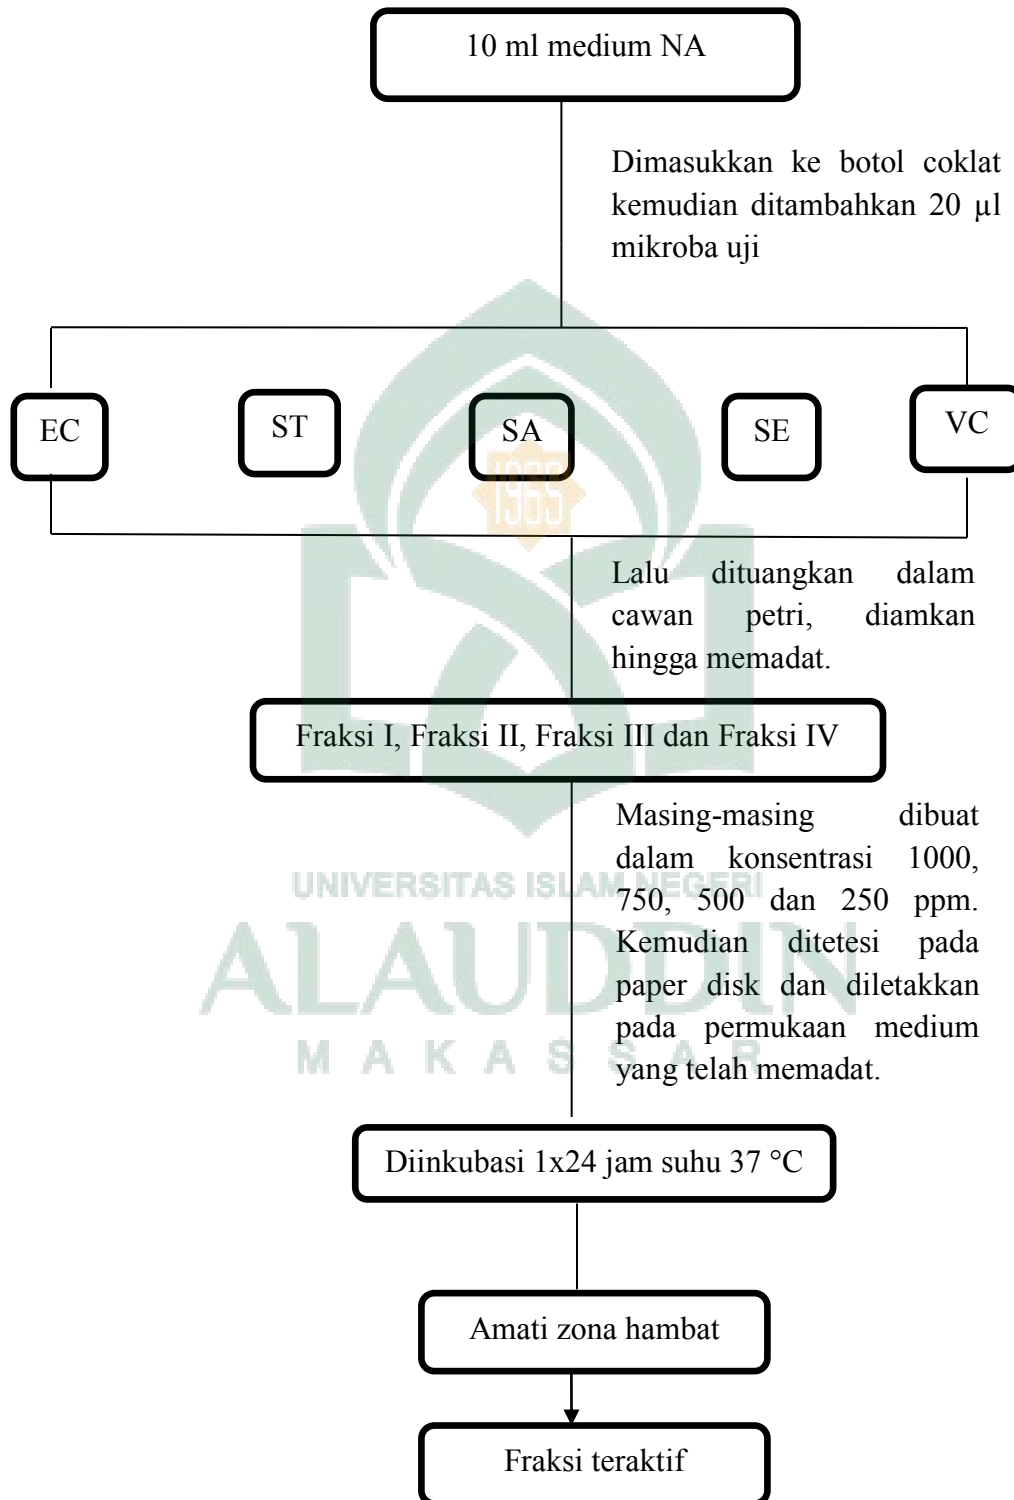 10 ml medium NA
Dimasukkan ke botol coklat
kemudian ditambahkan 20 µl
mikroba uji
EC
ST
SA
SE
VC
1965
Lalu dituangkan dalam
cawan petri, diamkan
hingga memadat.
Fraksi I, Fraksi II, Fraksi III dan Fraksi IV
Masing-masing dibuat
dalam konsentrasi 1000,
750, 500 dan 250 ppm.
Kemudian ditetesi pada
paper disk dan diletakkan
pada permukaan medium
yang telah memadat.
UNIVERSITAS ISLAM NEGERI
ALAUDDIN
MAKASSAR
Diinkubasi 1x24 jam suhu 37 °C
Amati zona hambat
Fraksi teraktif